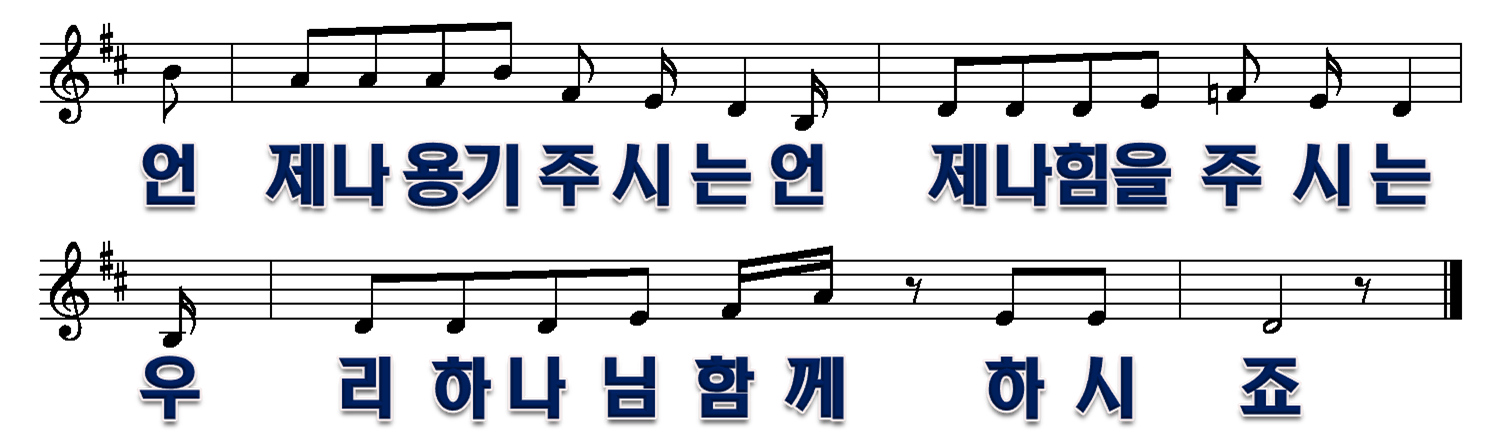 언 제나 용기 주 시 는 언 제나힘을 주 시 는
우 리 하 나 님 함 께 하 시 죠